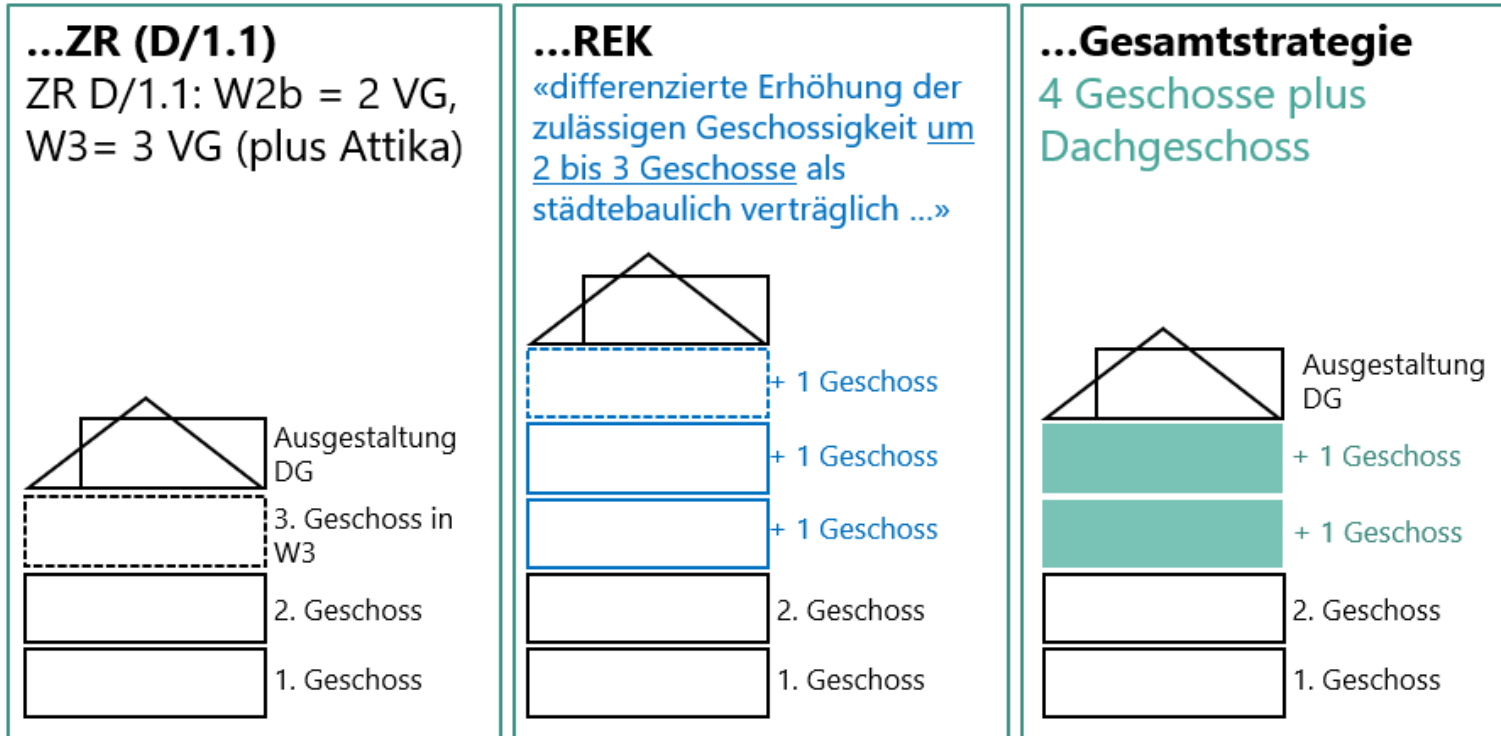 ...ZR (D/1.1)
ZR D/1.1: W2b = 2 VG,
W3= 3 VG (plus Attika)
Ausgestaltung
DG
3. Geschoss in
W3
2. Geschoss
1. Geschoss
...REK
«differenzierte Erhöhung der
zulässigen Geschossigkeit um
2 bis 3 Geschosse als
städtebaulich verträglich ...»
+ 1 Geschoss
+ 1 Geschoss
+ 1 Geschoss
2. Geschoss
1. Geschoss
...Gesamtstrategie
4 Geschosse plus
Dachgeschoss
Ausgestaltung
DG
+ 1 Geschoss
+ 1 Geschoss
2. Geschoss
1. Geschoss